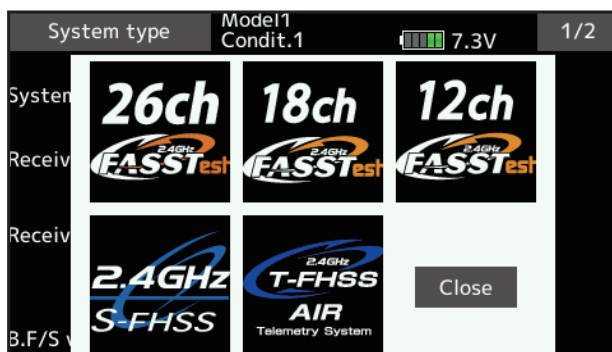 System type
Model1
Condit.1
7.3V
1/2
System
Receiv
Receiv
B.F/S v
26ch
2.4GHz
FASSTest
18ch
2.4GHz
FASSTest
12ch
2.4GHz
FASSTest
2.4GHz
S-FHSS
2.4GHz
T-FHSS
AIR
Telemetry System
Close